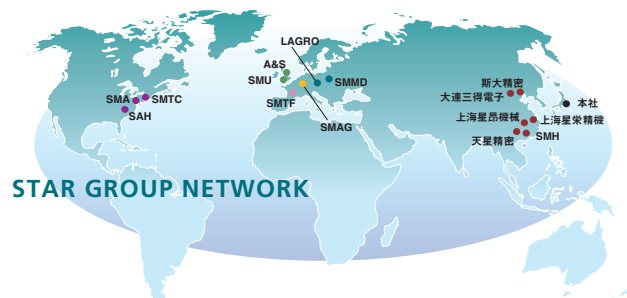 LAGRO
A&S
SMU
SMMD
SMTF
SMAG
SMA
SMTC
SAH
斯大精密
大連三得電子
本社
上海星昂機械
上海星栄精機
天星精密
SMH
STAR GROUP NETWORK